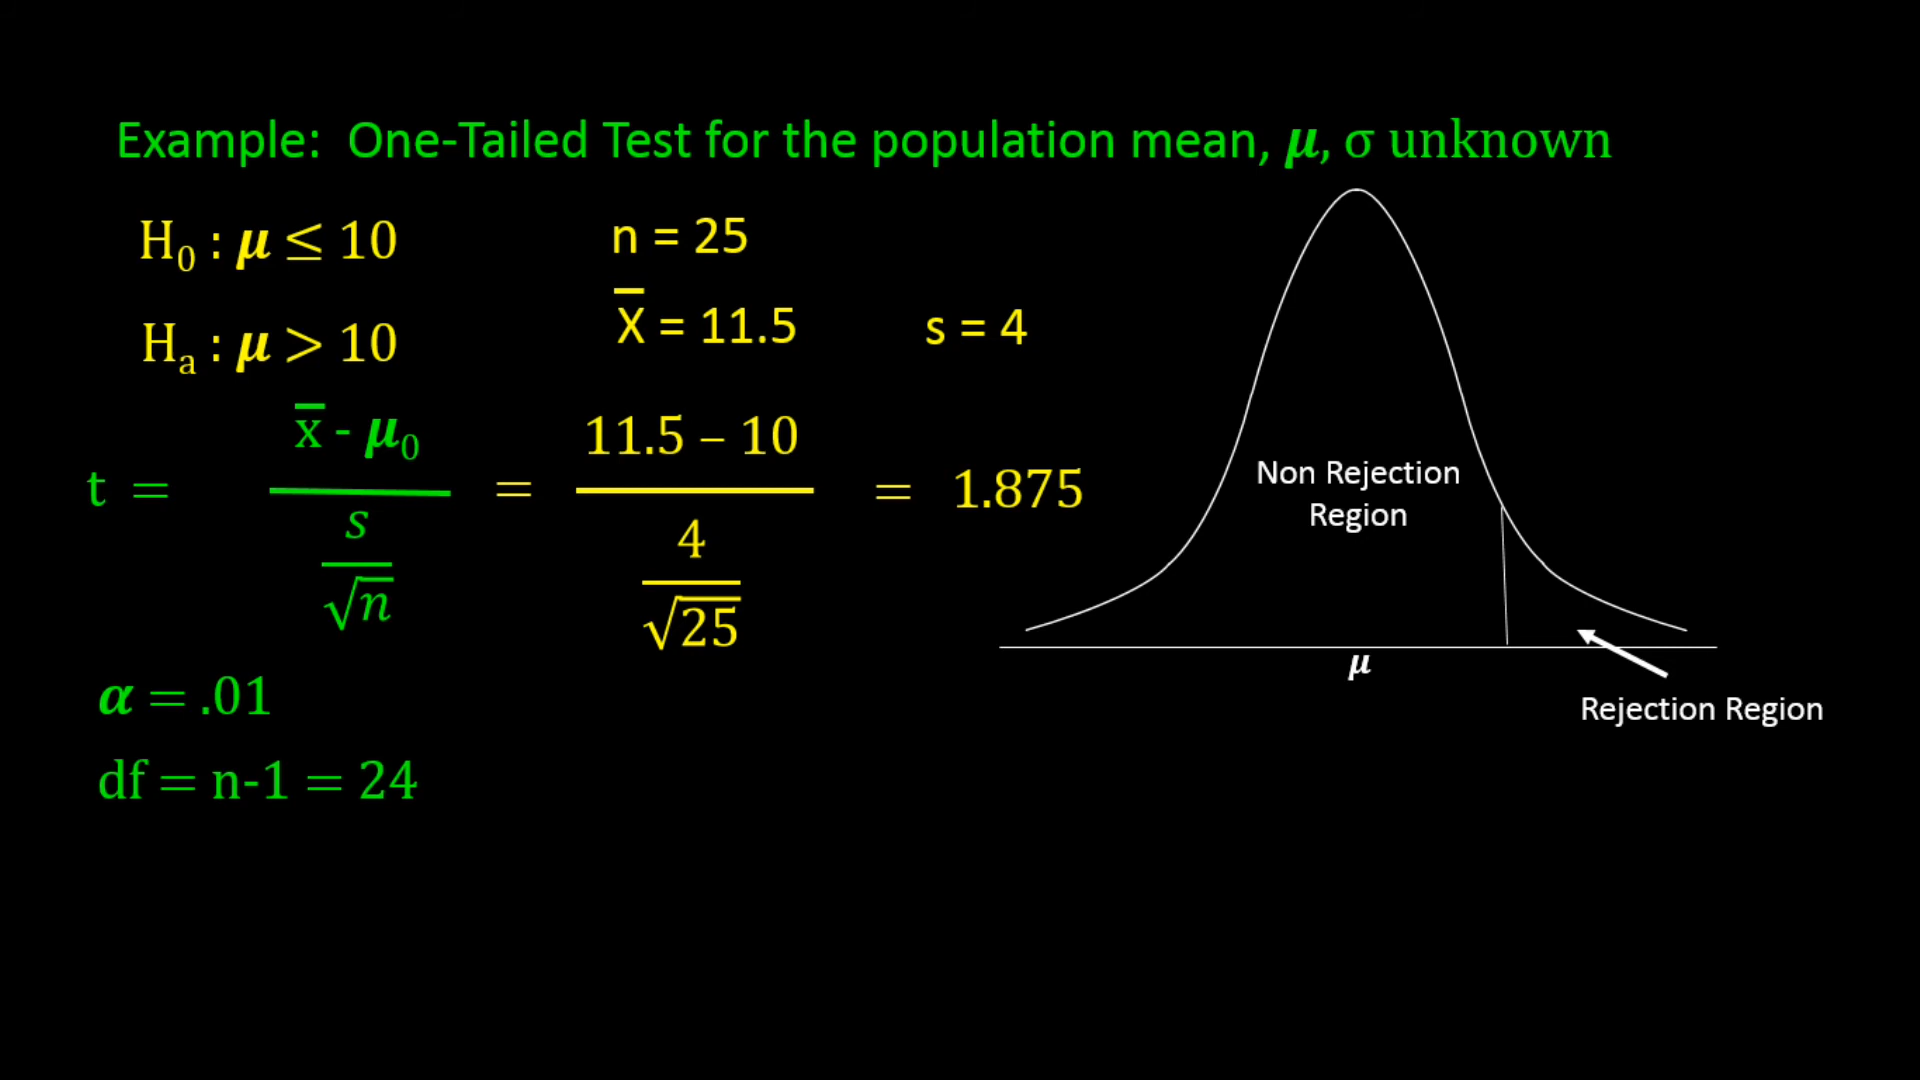 Example: One-Tailed Test for the population mean, μ, σ unknown
H₀ : μ ≤ 10
n = 25
Hₐ : μ > 10
x̄ = 11.5
s = 4
t = (x̄ - μ₀) / (s/√n) = (11.5 – 10) / (4/√25) = 1.875
Non Rejection
Region
μ
Rejection Region
α = .01
df = n-1 = 24